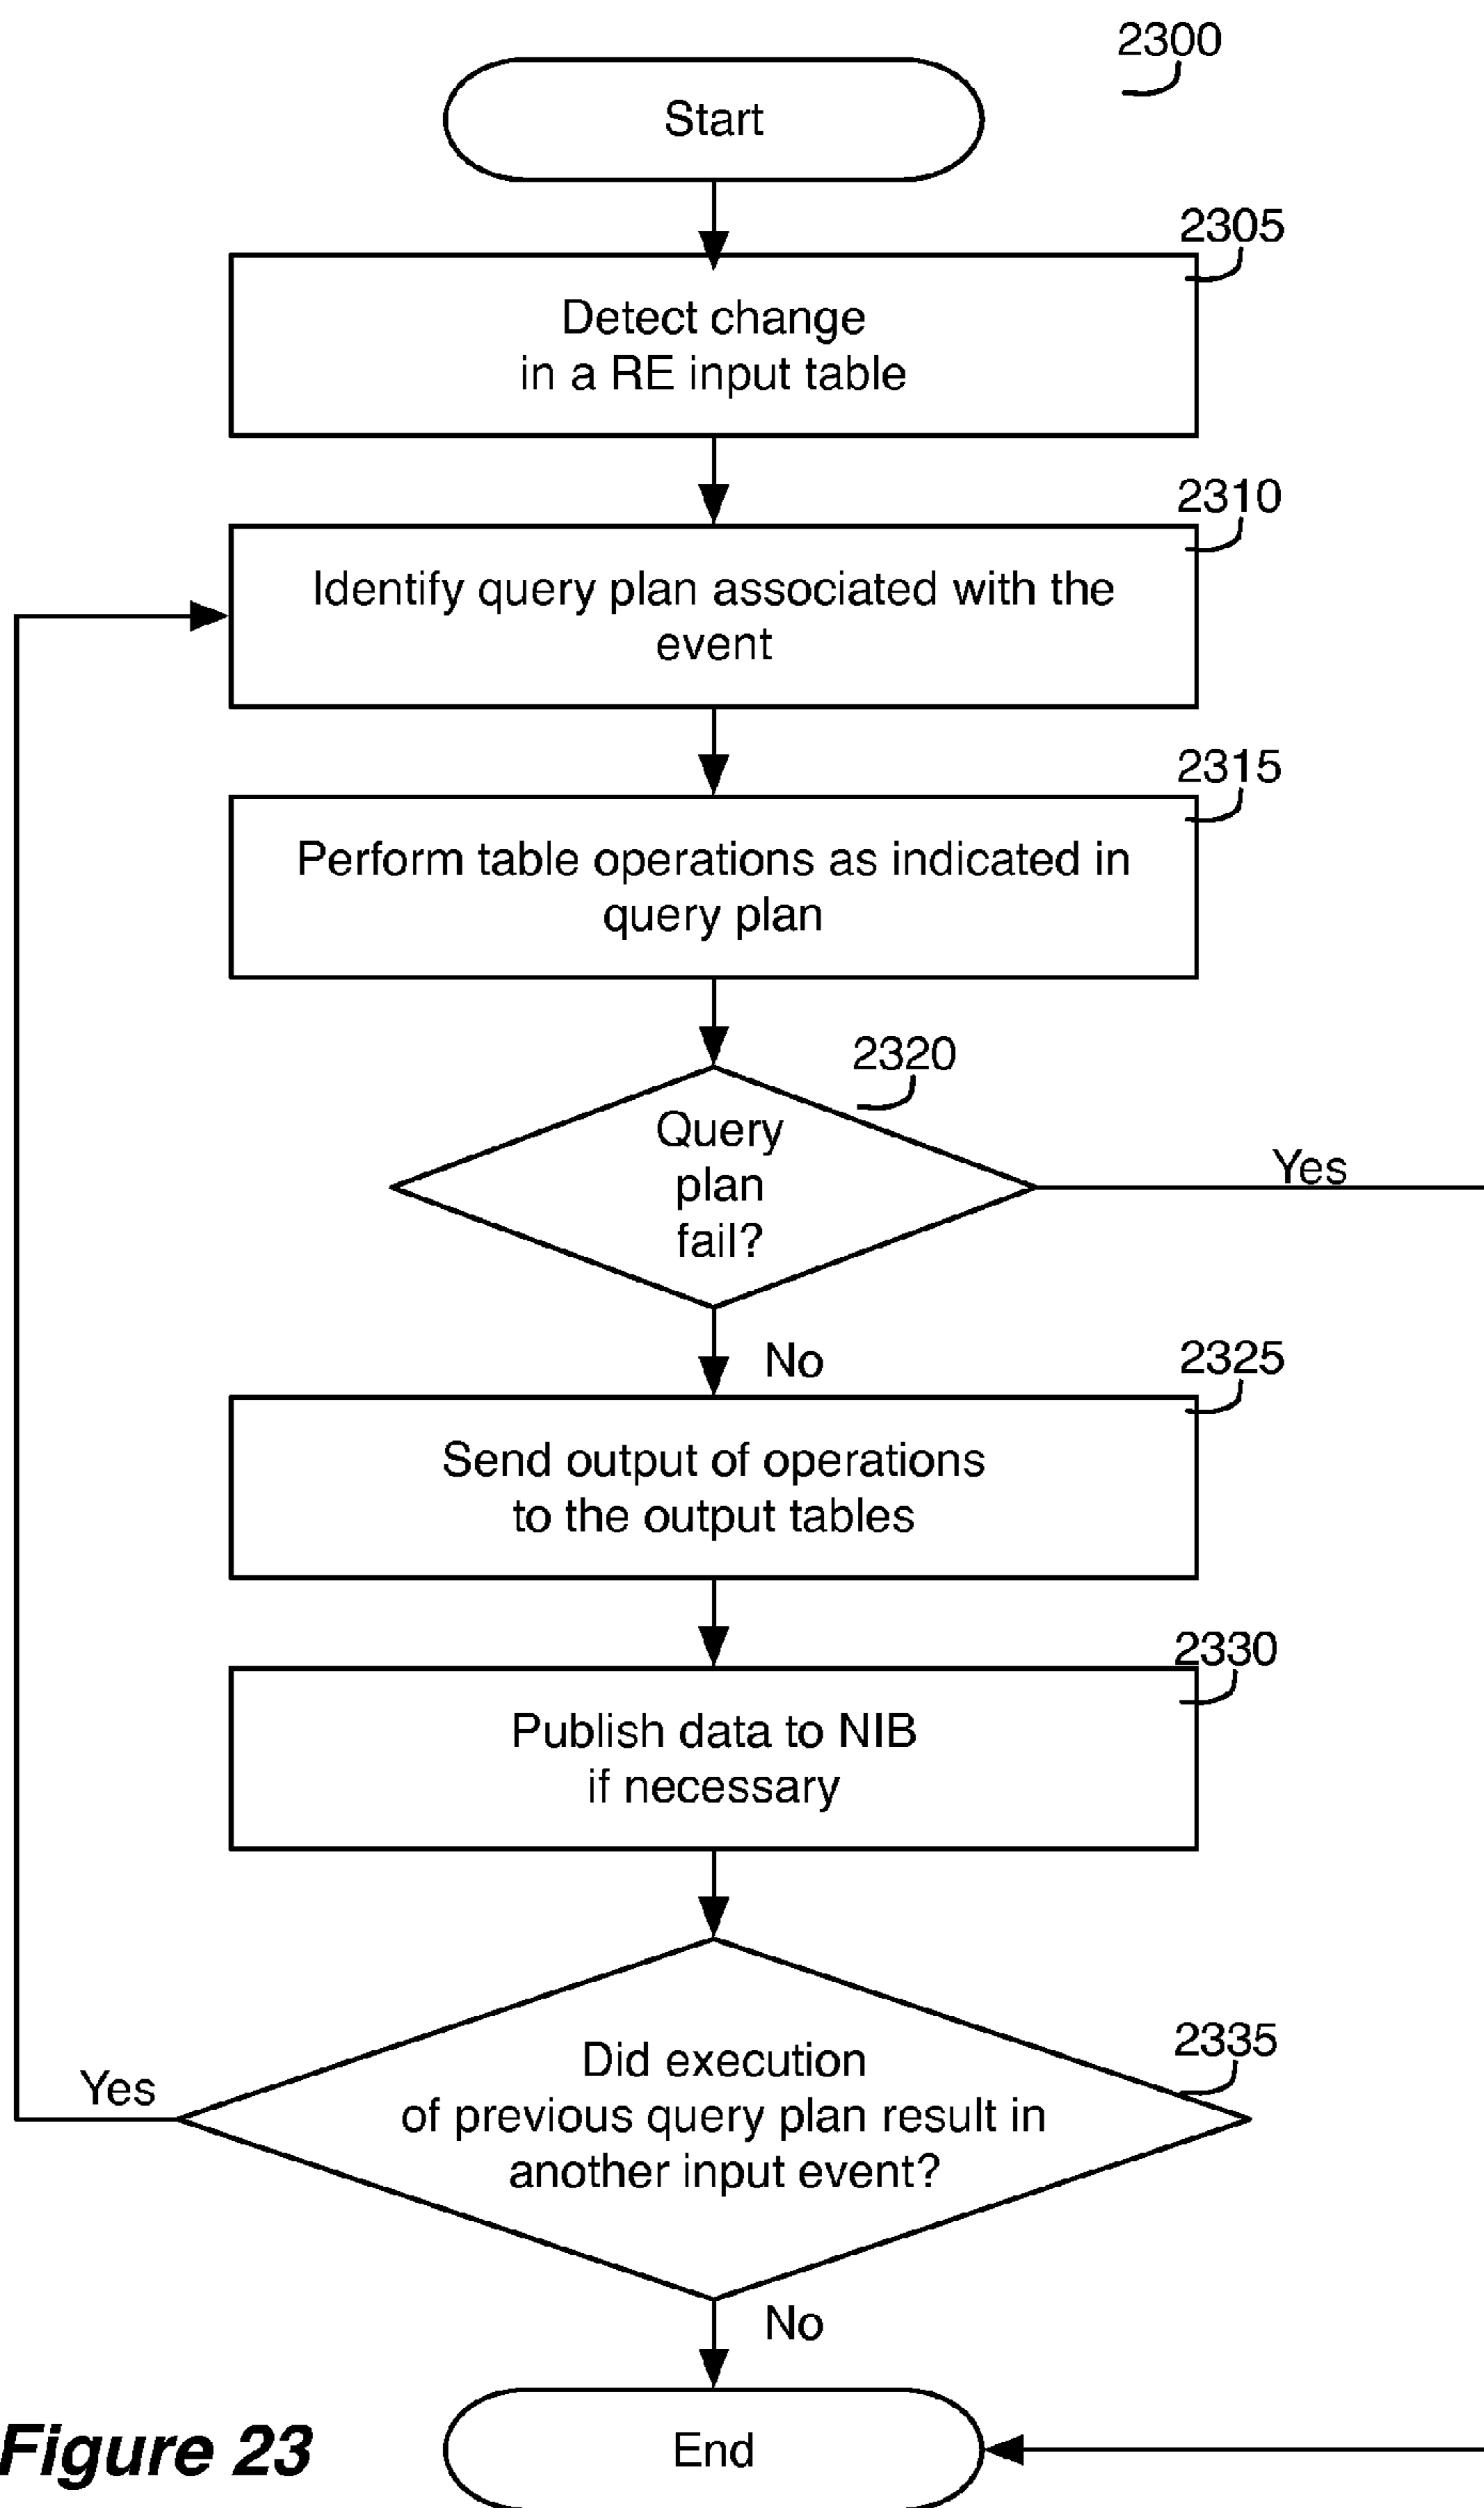 2300
Start
2305
Detect change
in a RE input table
2310
Identify query plan associated with the
event
2315
Perform table operations as indicated in
query plan
2320
Query
plan
fail?
Yes
No
2325
Send output of operations
to the output tables
2330
Publish data to NIB
if necessary
2335
Did execution
of previous query plan result in
another input event?
Yes
No
End
Figure 23